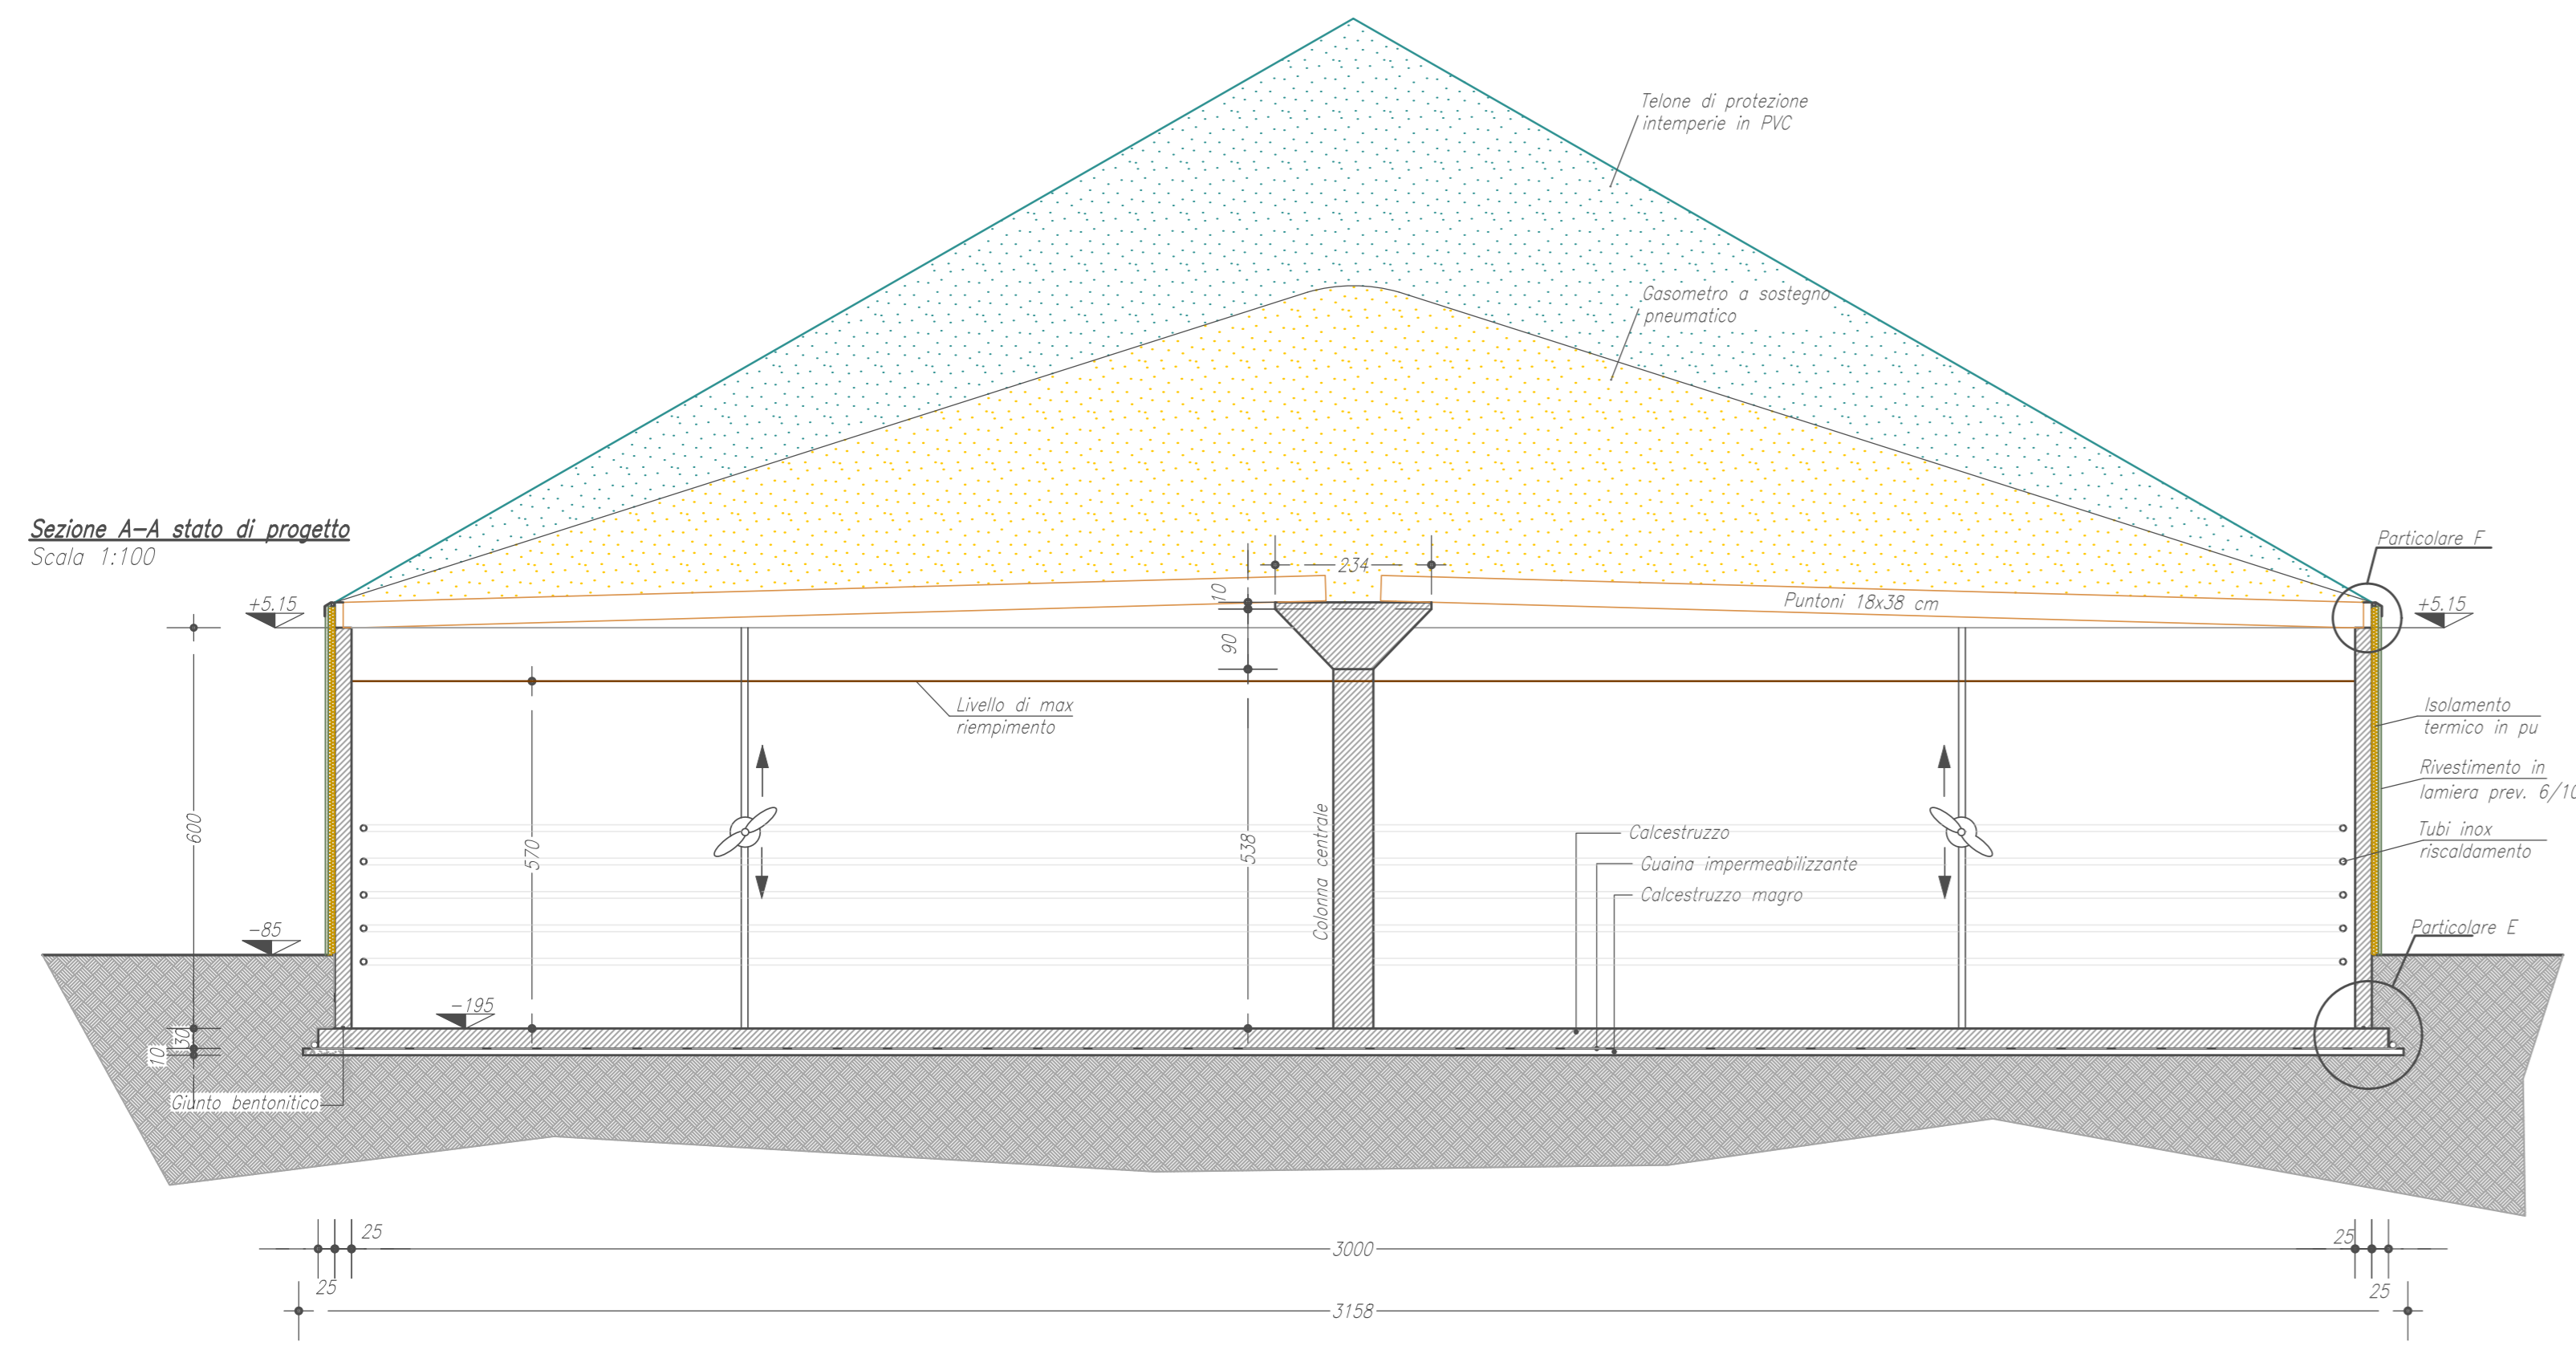 Telone di protezione
intemperie in PVC
Gasometro a sostegno
pneumatico
Sezione A-A stato di progetto
Scala 1:100
Particolare F
234
10
+5.15
Puntoni 18x38 cm
+5.15
90
Livello di max
riempimento
Isolamento
termico in pu
Rivestimento in
lamiera prev. 6/10
600
570
538
Colonna centrale
Calcestruzzo
Tubi inox
riscaldamento
Guaina impermeabilizzante
Calcestruzzo magro
-85
Particolare E
-195
30
10
Giunto bentonitico
25
3000
25
25
25
3158